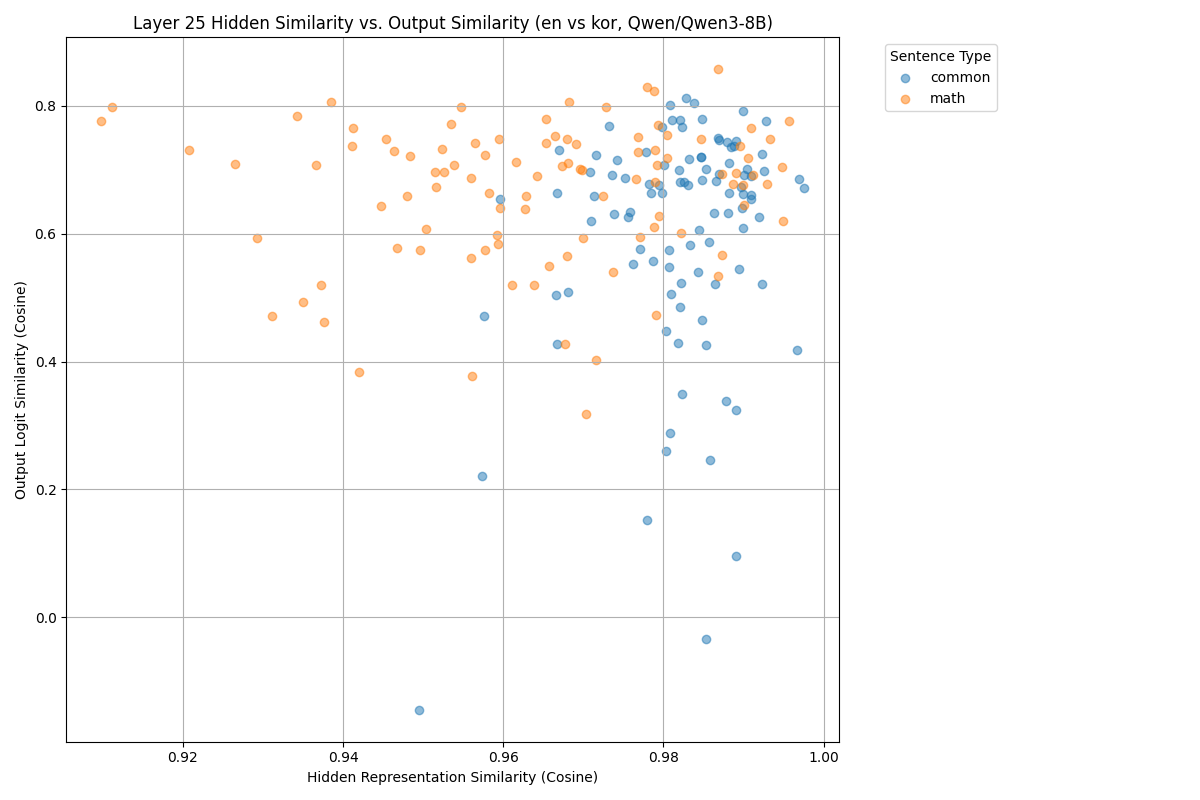 Layer 25 Hidden Similarity vs. Output Similarity (en vs kor, Qwen/Qwen3-8B)
Sentence Type
common
math
0.8
0.6
0.4
0.2
0.0
Output Logit Similarity (Cosine)
0.92
0.94
0.96
0.98
1.00
Hidden Representation Similarity (Cosine)